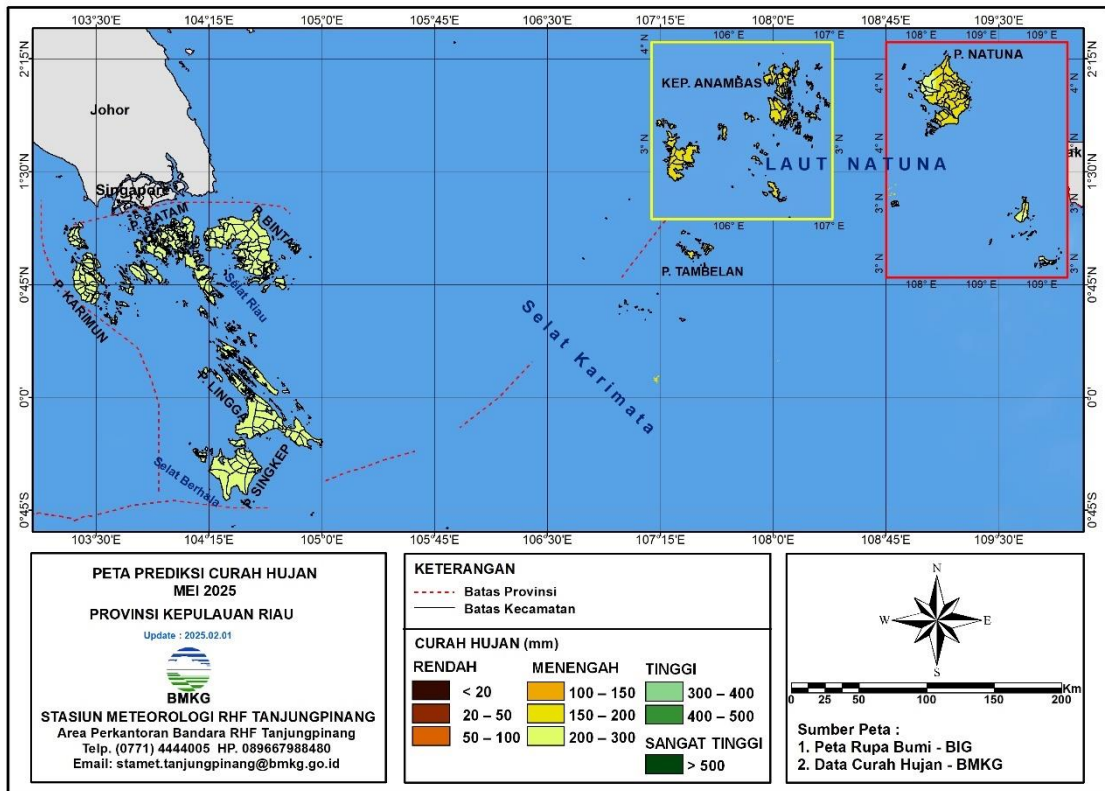 103°30'E 104°15'E 105°0'E 107°15'E 108°0'E 108°45'E 109°30'E
106° E 107° E
108° E 109° E 109° E
2°15'N
1°30'N
0°45'N
0°0'
0°45'S
2°15'N
1°30'N
0°45'N
0°0'
0°45'S
4° N
3° N
3° N
106° E 107° E
4° N
4° N
3° N
3° N
4° N
4° N
3° N
3° N
108° E 109° E 109° E
Johor
Singapore
P. BATAM
P. BINTAN
P. KARIMUN
Selat Riau
P. LINGGA
P. SINGKEP
Selat Berhala
KEP. ANAMBAS
P. NATUNA
LAUT NATUNA
ak
P. TAMBELAN
Selat Karimata
103°30'E 104°15'E 105°0'E 105°45'E 106°30'E 107°15'E 108°0'E 108°45'E 109°30'E
PETA PREDIKSI CURAH HUJAN
MEI 2025
PROVINSI KEPULAUAN RIAU
Update : 2025.02.01
BMKG
STASIUN METEOROLOGI RHF TANJUNGPINANG
Area Perkantoran Bandara RHF Tanjungpinang
Telp. (0771) 4444005 HP. 089667988480
Email: stamet.tanjungpinang@bmkg.go.id
KETERANGAN
Batas Provinsi
Batas Kecamatan
CURAH HUJAN (mm)
RENDAH
< 20
20 – 50
50 – 100
MENENGAH
100 – 150
150 – 200
200 – 300
TINGGI
300 – 400
400 – 500
SANGAT TINGGI
> 500
N
W E
S
Km
0 12,5 25 50 100 150 200
Sumber Peta :
1. Peta Rupa Bumi - BIG
2. Data Curah Hujan - BMKG